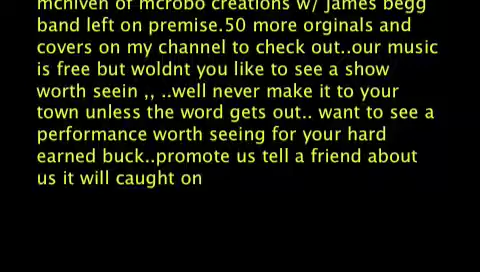 mcniven of mcrobo creations w/ james begg
band left on premise.50 more orginals and
covers on my channel to check out..our music
is free but woldnt you like to see a show
worth seein ,, ..well never make it to your
town unless the word gets out.. want to see a
performance worth seeing for your hard
earned buck..promote us tell a friend about
us it will caught on